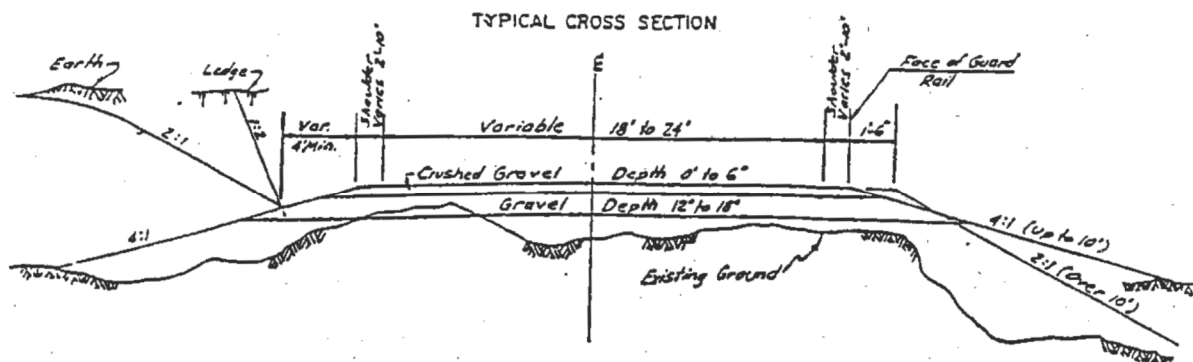 TYPICAL CROSS SECTION
Earth
Ledge
Shoulder
Varies 2'-10'
Shoulder
Varies 2'-10'
Face of Guard
Rail
2:1
Var.
4'Min.
Variable 18' to 24'
1'-6"
Crushed Gravel Depth 0" to 6"
Gravel Depth 12" to 18"
4:1
4:1 (up to 10')
2:1 (Over 10')
Existing Ground